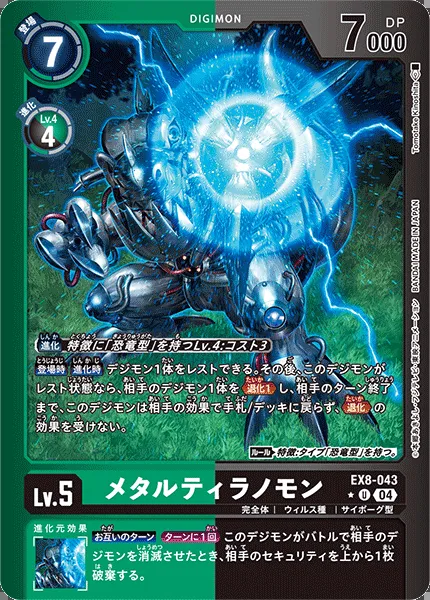 DIGIMON
登場
7
7000
DP
進化
Lv.4
4
Tomotake Kinoshita
BANDAI MADE IN JAPAN
進化 特徴に「恐竜型」を持つLv.4:コスト3
登場時 進化時 デジモン1体をレストできる。その後、このデジモンが
レスト状態なら、相手のデジモン1体を 退化1 し、相手のターン終了
まで、このデジモンは相手の効果で手札/デッキに戻らず、退化 の
効果を受けない。
ルール 特徴:タイプ「恐竜型」を持つ。
Lv.5
メタルティラノモン
EX8-043
U 04
完全体 ウィルス種 サイボーグ型
進化元効果
お互いのターン ターンに1回 このデジモンがバトルで相手のデ
ジモンを消滅させたとき、相手のセキュリティを上から1枚
破棄する。